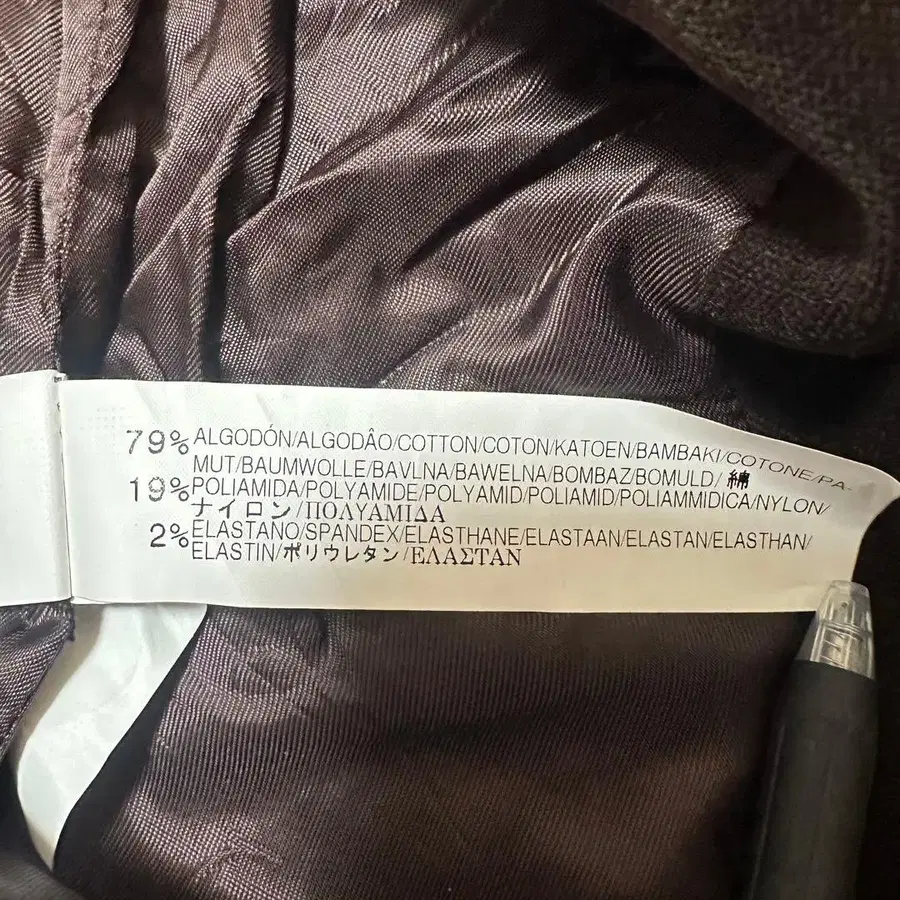 79% ALGODÓN/ALGODÂO/COTTON/COTON/KATOEN/BAMBAKI/COTONE/PA-
MUT/BAUMWOLLE/BAVLNA/BAWELNA/BOMBAZ/BOMULD/綿
19% POLIAMIDA/POLYAMIDE/POLYAMID/POLIAMID/POLIAMMIDICA/NYLON/
ナイロン/ΠΟΛΥΑΜΙΔΑ
2% ELASTANO/SPANDEX/ELASTHANE/ELASTAAN/ELASTAN/ELASTHAN/
ELASTIN/ポリウレタン/ΕΛΑΣΤΑΝ